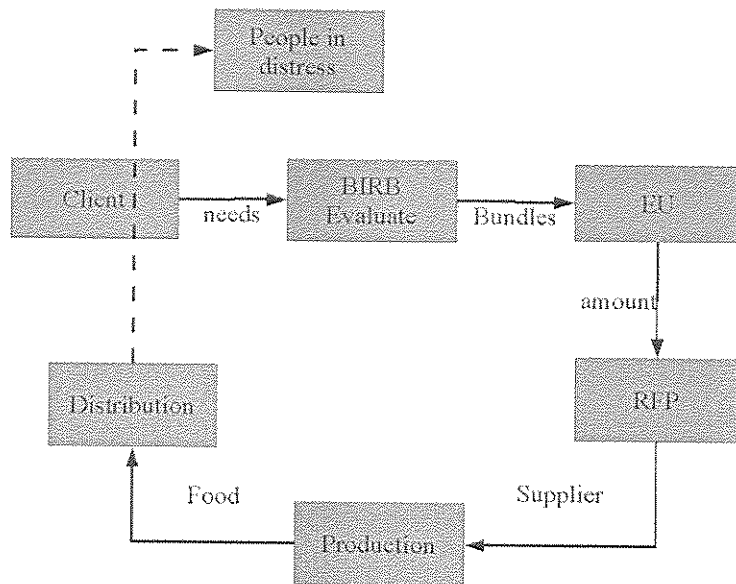 People in
distress
Client
needs
BIRB
Evaluate
Bundles
EU
amount
RFP
Supplier
Production
Food
Distribution